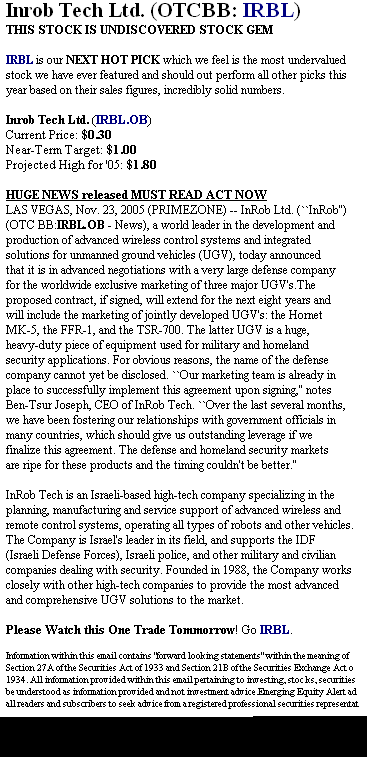 Inrob Tech Ltd. (OTCBB: IRBL)
THIS STOCK IS UNDISCOVERED STOCK GEM
IRBL is our NEXT HOT PICK which we feel is the most undervalued
stock we have ever featured and should out perform all other picks this
year based on their sales figures, incredibly solid numbers.
Inrob Tech Ltd. (IRBL.OB)
Current Price: $0.30
Near-Term Target: $1.00
Projected High for '05: $1.80
HUGE NEWS released MUST READ ACT NOW
LAS VEGAS, Nov. 23, 2005 (PRIMEZONE) -- InRob Ltd. (``InRob'')
(OTC BB:IRBL.OB - News), a world leader in the development and
production of advanced wireless control systems and integrated
solutions for unmanned ground vehicles (UGV), today announced
that it is in advanced negotiations with a very large defense company
for the worldwide exclusive marketing of three major UGV's.The
proposed contract, if signed, will extend for the next eight years and
will include the marketing of jointly developed UGV's: the Hornet
MK-5, the FFR-1, and the TSR-700. The latter UGV is a huge,
heavy-duty piece of equipment used for military and homeland
security applications. For obvious reasons, the name of the defense
company cannot yet be disclosed. ``Our marketing team is already in
place to successfully implement this agreement upon signing,'' notes
Ben-Tsur Joseph, CEO of InRob Tech. ``Over the last several months,
we have been fostering our relationships with government officials in
many countries, which should give us outstanding leverage if we
finalize this agreement. The defense and homeland security markets
are ripe for these products and the timing couldn't be better.''
InRob Tech is an Israeli-based high-tech company specializing in the
planning, manufacturing and service support of advanced wireless and
remote control systems, operating all types of robots and other vehicles.
The Company is Israel's leader in its field, and supports the IDF
(Israeli Defense Forces), Israeli police, and other military and civilian
companies dealing with security. Founded in 1988, the Company works
closely with other high-tech companies to provide the most advanced
and comprehensive UGV solutions to the market.
Please Watch this One Trade Tommorrow! Go IRBL.
Information within this email contains "forward looking statements" within the meaning of
Section 27A of the Securities Act of 1933 and Section 21B of the Securities Exchange Act o
1934. All information provided within this email pertaining to investing, stocks, securities
be understood as information provided and not investment advice.Emerging Equity Alert ad
all readers and subscribers to seek advice from a registered professional securities representat